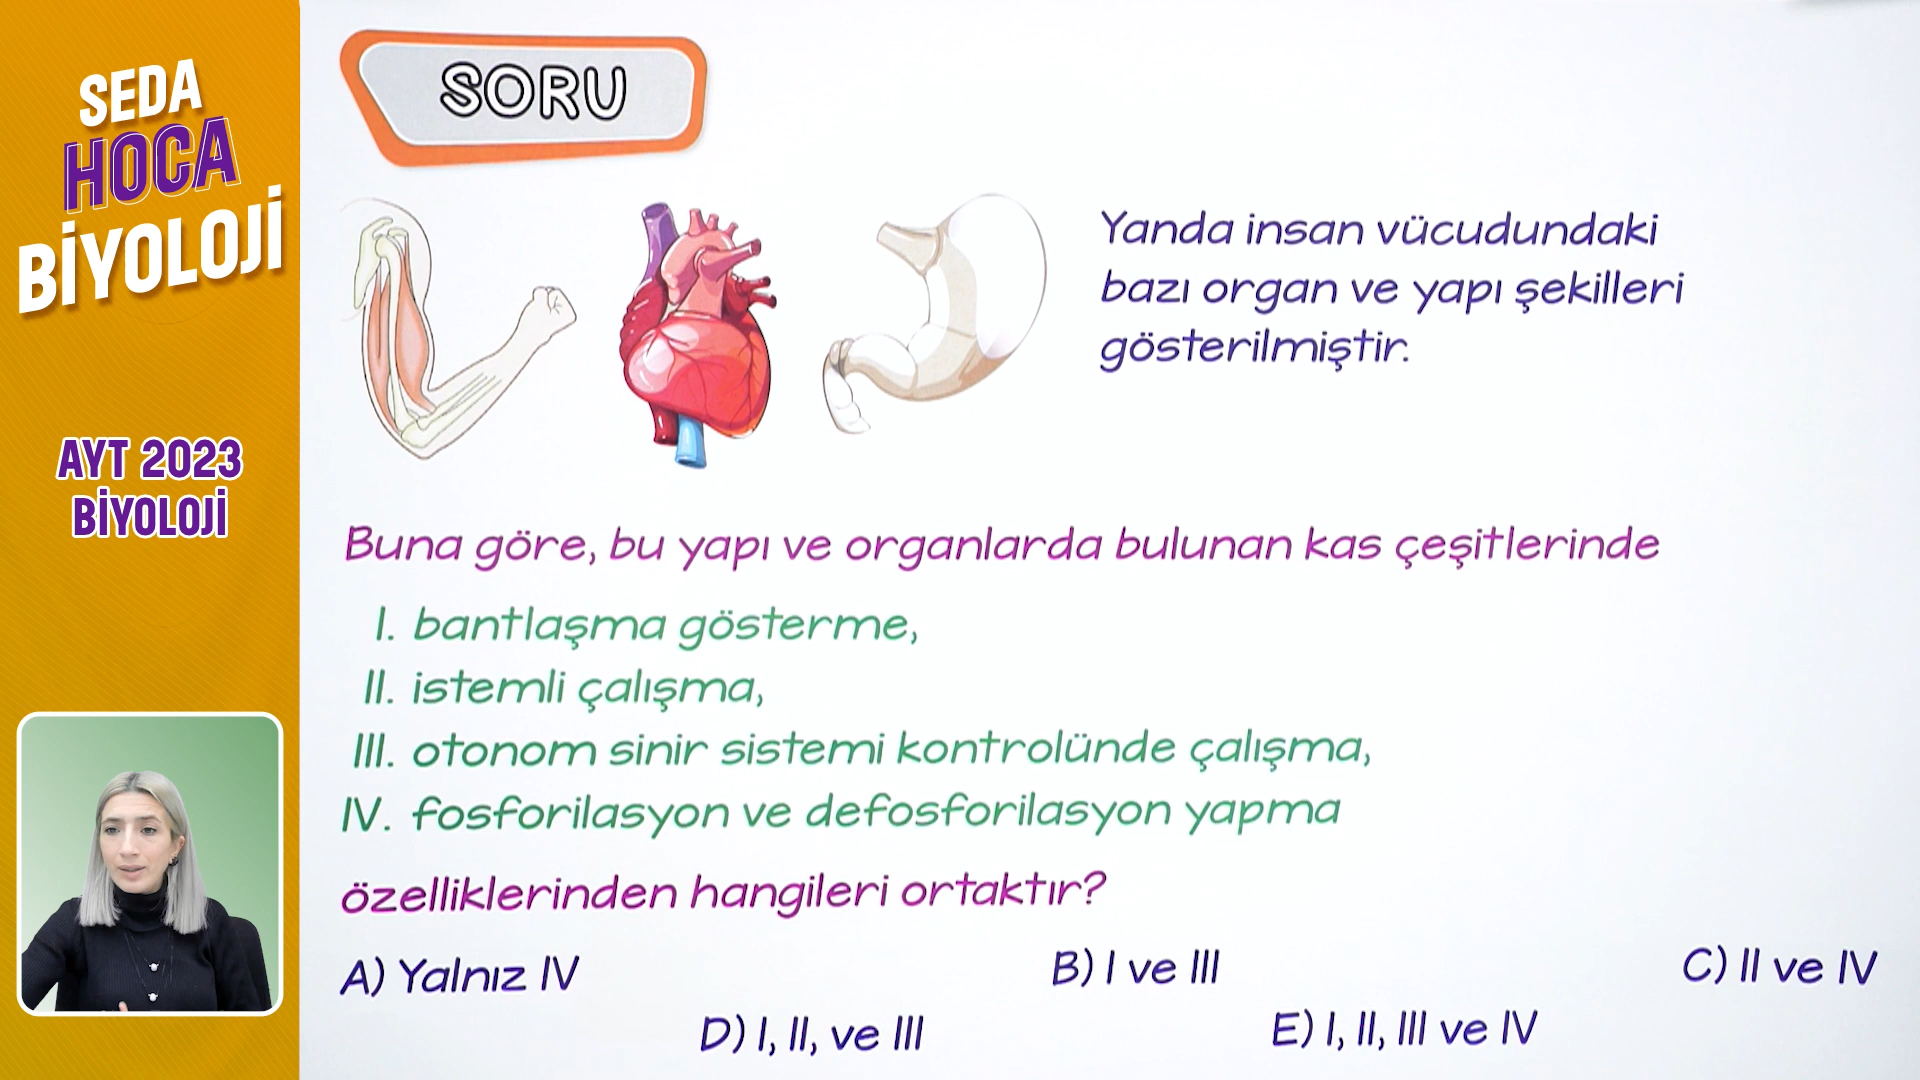 SEDA
HOCA
BİYOLOJİ
AYT 2023
BİYOLOJİ
SORU
Yanda insan vücudundaki
bazı organ ve yapı şekilleri
gösterilmiştir.
Buna göre, bu yapı ve organlarda bulunan kas çeşitlerinde
I. bantlaşma gösterme,
II. istemli çalışma,
III. otonom sinir sistemi kontrolünde çalışma,
IV. fosforilasyon ve defosforilasyon yapma
özelliklerinden hangileri ortaktır?
A) Yalnız IV
B) I ve III
C) II ve IV
D) I, II, ve III
E) I, II, III ve IV